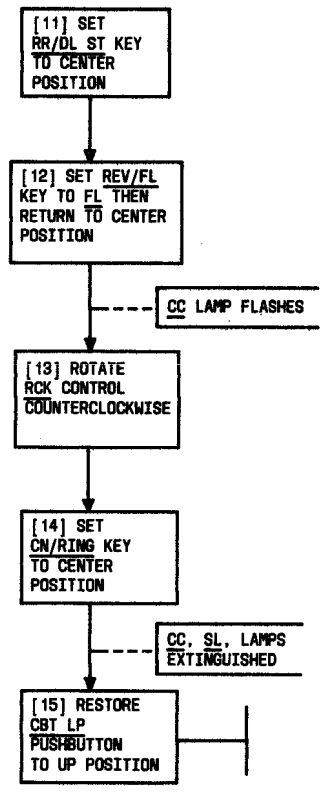 [11] SET
RR/DL ST KEY
TO CENTER
POSITION
[12] SET REV/FL
KEY TO FL THEN
RETURN TO CENTER
POSITION
CC LAMP FLASHES
[13] ROTATE
RCK CONTROL
COUNTERCLOCKWISE
[14] SET
CN/RING KEY
TO CENTER
POSITION
CC, SL, LAMPS
EXTINGUISHED
[15] RESTORE
CBT LP
PUSHBUTTON
TO UP POSITION